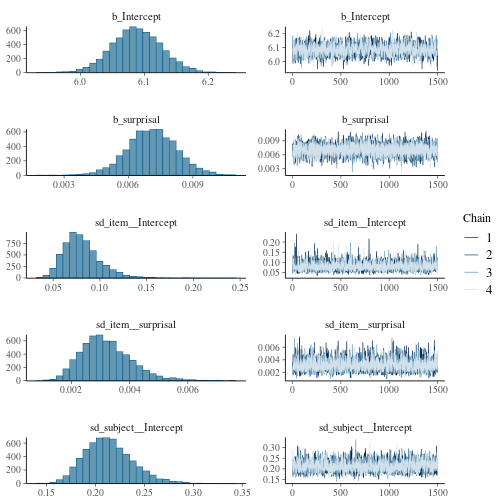 b_Intercept
600
400
200
0
6.0 6.1 6.2
b_Intercept
6.2
6.1
6.0
0 500 1000 1500
b_surprisal
600
400
200
0
0.003 0.006 0.009
b_surprisal
0.009
0.006
0.003
0 500 1000 1500
sd_item__Intercept
750
500
250
0
0.05 0.10 0.15 0.20 0.25
sd_item__Intercept
0.20
0.15
0.10
0.05
0 500 1000 1500
Chain
1
2
3
4
sd_item__surprisal
600
400
200
0
0.002 0.004 0.006
sd_item__surprisal
0.006
0.004
0.002
0 500 1000 1500
sd_subject__Intercept
600
400
200
0
0.15 0.20 0.25 0.30 0.35
sd_subject__Intercept
0.30
0.25
0.20
0.15
0 500 1000 1500